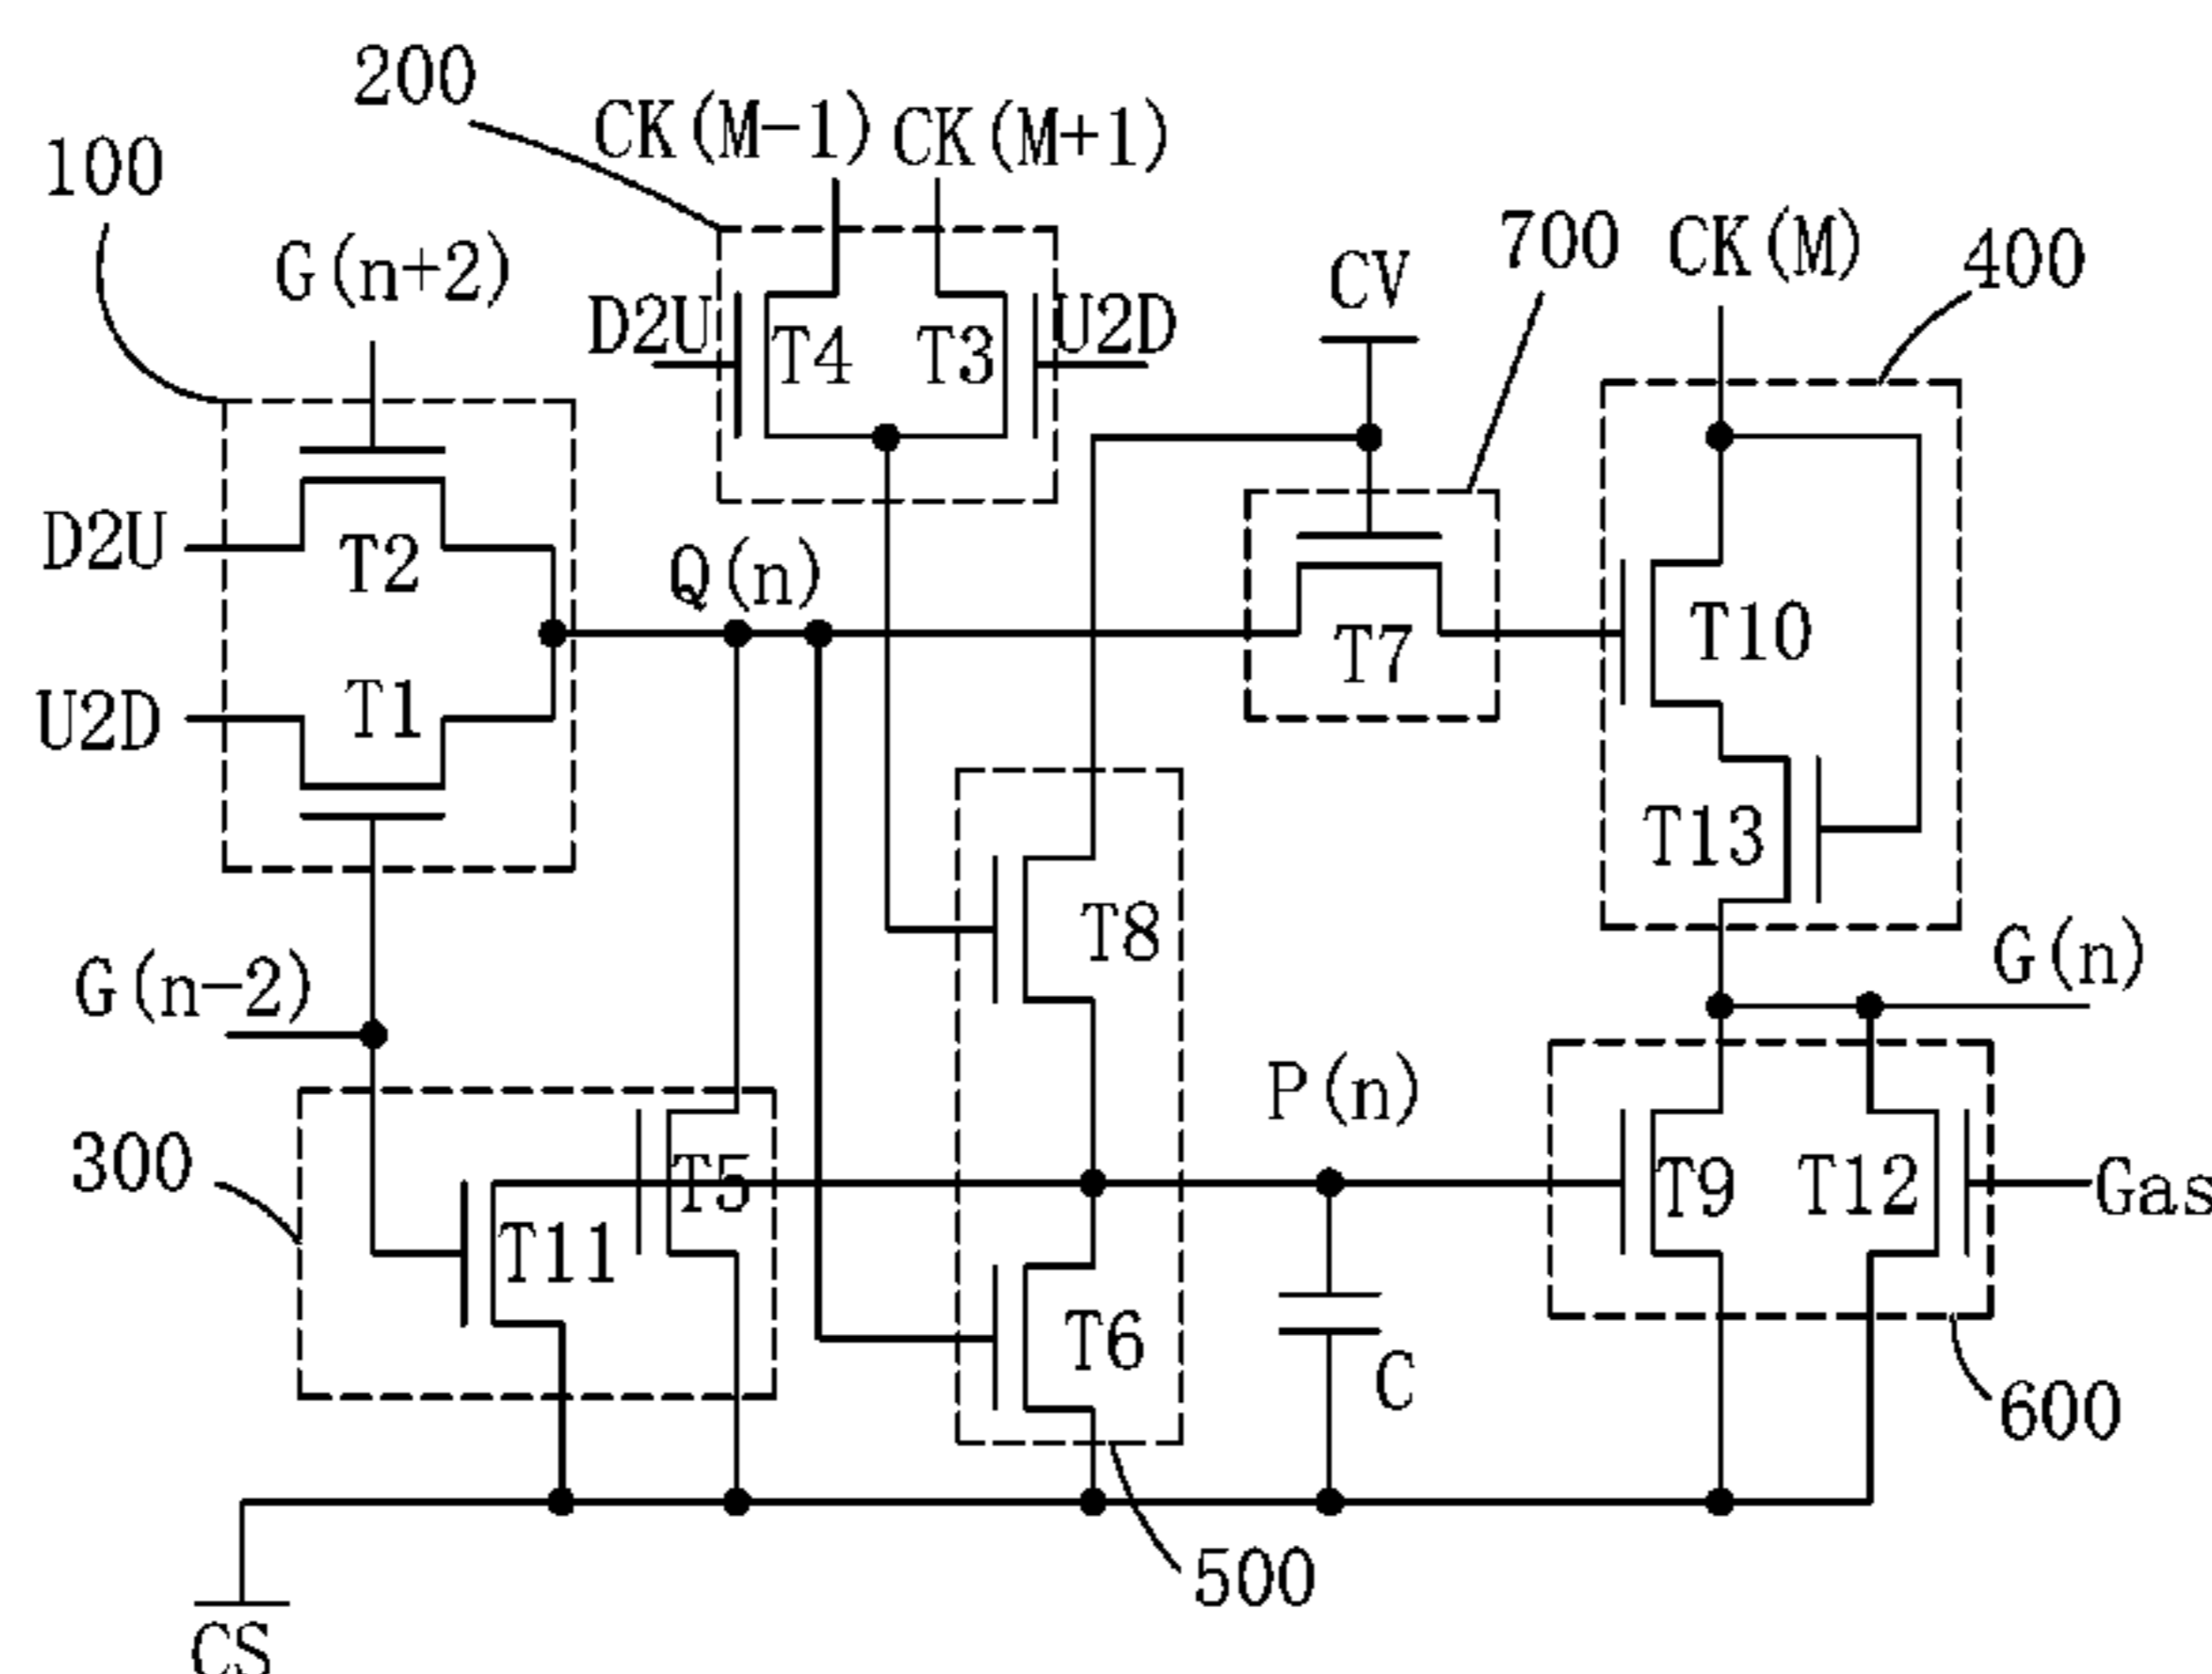 200
CK(M-1)
CK(M+1)
100
G(n+2)
D2U
T4
T3
U2D
CV
700
CK(M)
400
D2U
T2
Q(n)
T7
T10
U2D
T1
T13
T8
G(n-2)
G(n)
P(n)
300
T5
T11
T9
T12
Gas
T6
C
600
500
CS